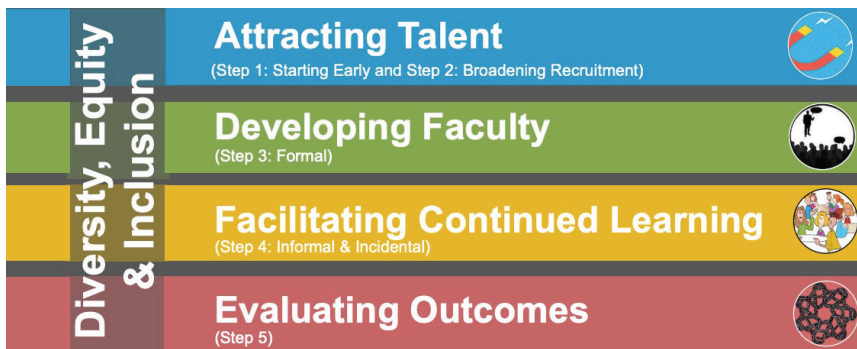 Diversity, Equity
& Inclusion
Attracting Talent
(Step 1: Starting Early and Step 2: Broadening Recruitment)
Developing Faculty
(Step 3: Formal)
Facilitating Continued Learning
(Step 4: Informal & Incidental)
Evaluating Outcomes
(Step 5)